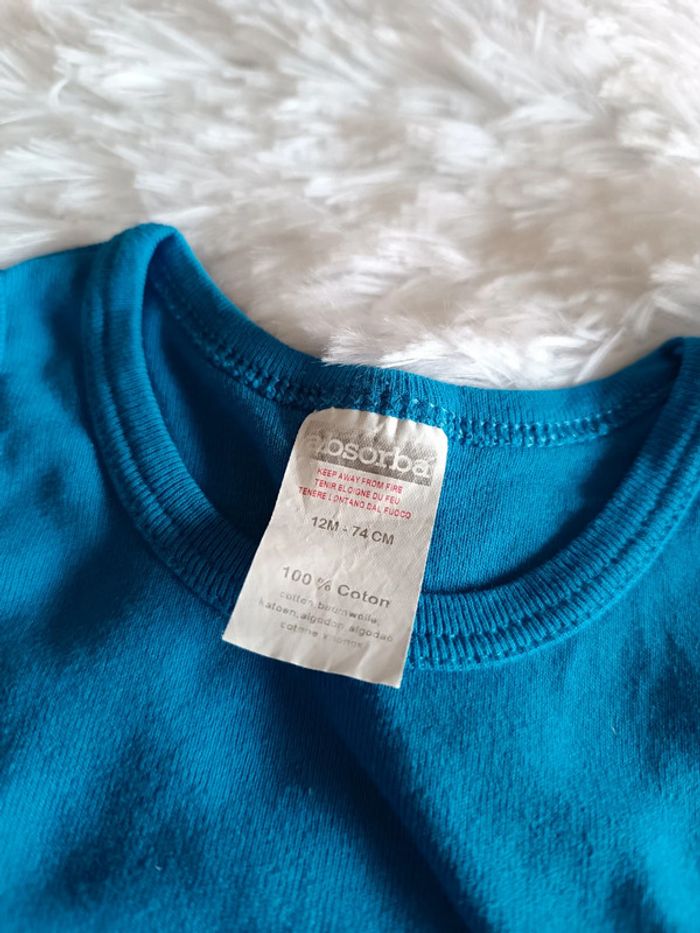 absorba
KEEP AWAY FROM FIRE
TENIR ELOIGNE DU FEU
TENERE LONTANO DAL FUOCO
12M - 74 CM
100 % Coton
cotton, baumwolle,
katoen, algodon, algodao
cotone